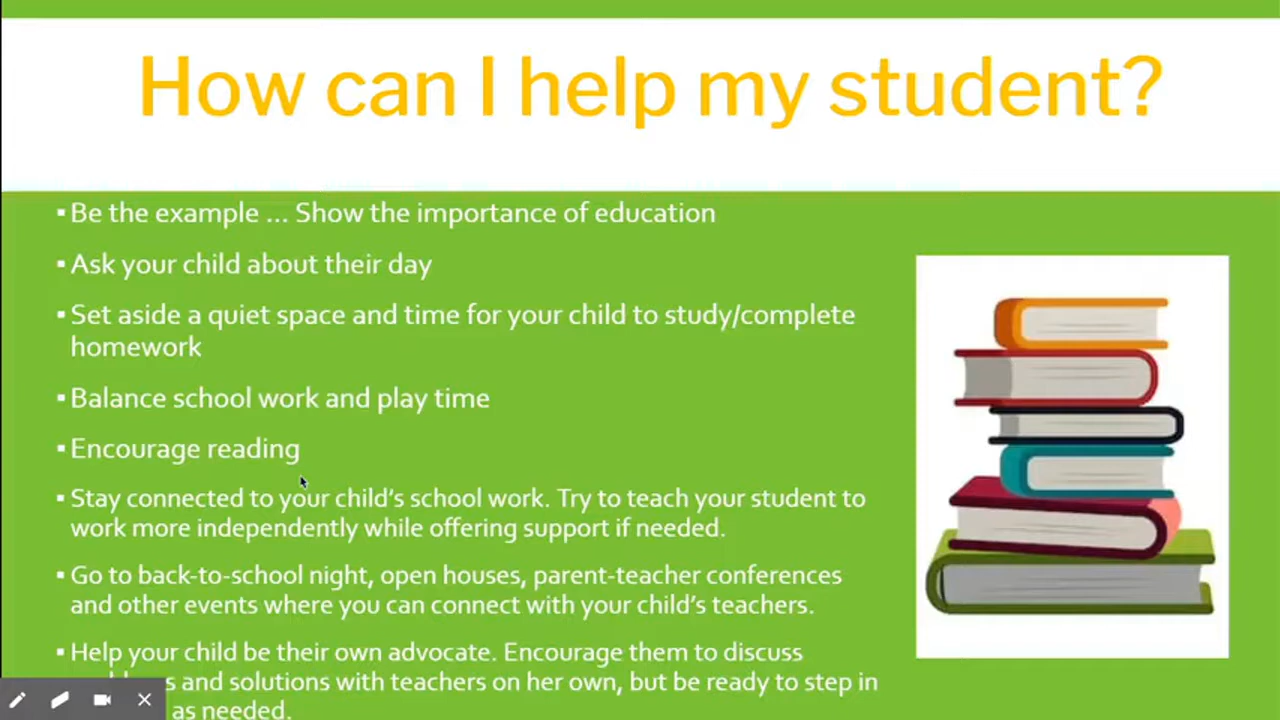 How can I help my student?
▪Be the example ... Show the importance of education
▪Ask your child about their day
▪Set aside a quiet space and time for your child to study/complete
homework
▪Balance school work and play time
▪Encourage reading
▪Stay connected to your child's school work. Try to teach your student to
work more independently while offering support if needed.
▪Go to back-to-school night, open houses, parent-teacher conferences
and other events where you can connect with your child's teachers.
▪Help your child be their own advocate. Encourage them to discuss
and solutions with teachers on her own, but be ready to step in
as needed.